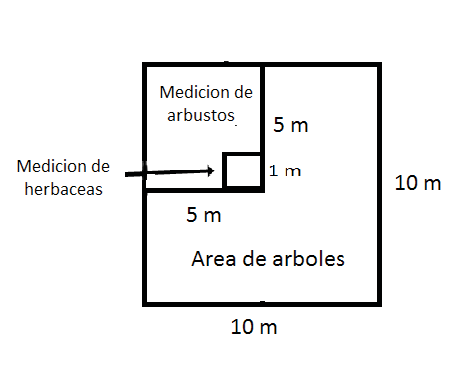 Medicion de
arbustos
5 m
Medicion de
herbaceas
1 m
10 m
5 m
Area de arboles
10 m